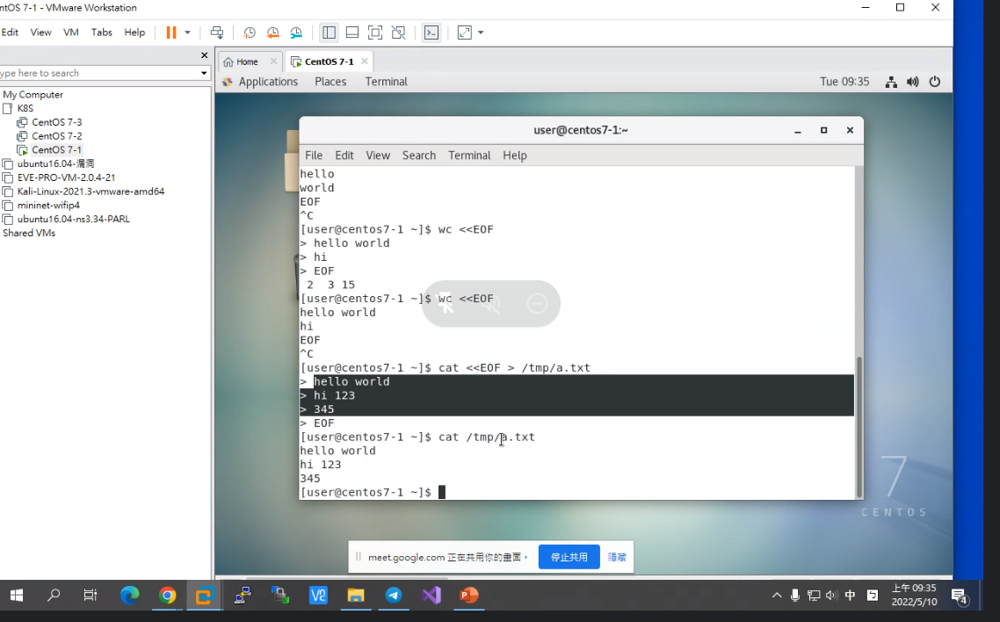 ntOS 7-1 - VMware Workstation
Edit View VM Tabs Help
ype here to search
My Computer
K8S
CentOS 7-3
CentOS 7-2
CentOS 7-1
ubuntu16.04-漏洞
EVE-PRO-VM-2.0.4-21
Kali-Linux-2021.3-vmware-amd64
mininet-wifip4
ubuntu16.04-ns3.34-PARL
Shared VMs
Home CentOS 7-1
Applications Places Terminal Tue 09:35
user@centos7-1:~
File Edit View Search Terminal Help
hello
world
EOF
^C
[user@centos7-1 ~]$ wc <<EOF
> hello world
> hi
> EOF
2 3 15
[user@centos7-1 ~]$ wc <<EOF
hello world
hi
EOF
^C
[user@centos7-1 ~]$ cat <<EOF > /tmp/a.txt
> hello world
> hi 123
> 345
> EOF
[user@centos7-1 ~]$ cat /tmp/a.txt
hello world
hi 123
345
[user@centos7-1 ~]$
7
CENTOS
meet.google.com 正在共用你的畫面。 停止共用 隱藏
中
上午 09:35
2022/5/10
4